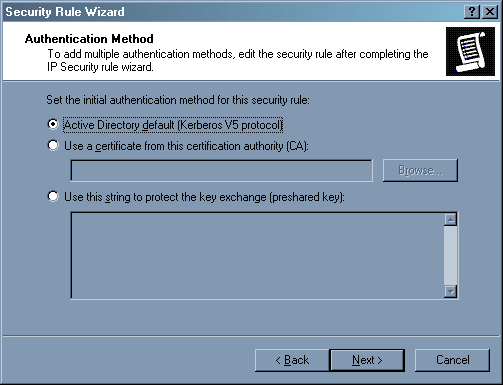 Security Rule Wizard
Authentication Method
To add multiple authentication methods, edit the security rule after completing the
IP Security rule wizard.
Set the initial authentication method for this security rule:
Active Directory default (Kerberos V5 protocol)
Use a certificate from this certification authority (CA):
Browse...
Use this string to protect the key exchange (preshared key):
< Back
Next >
Cancel